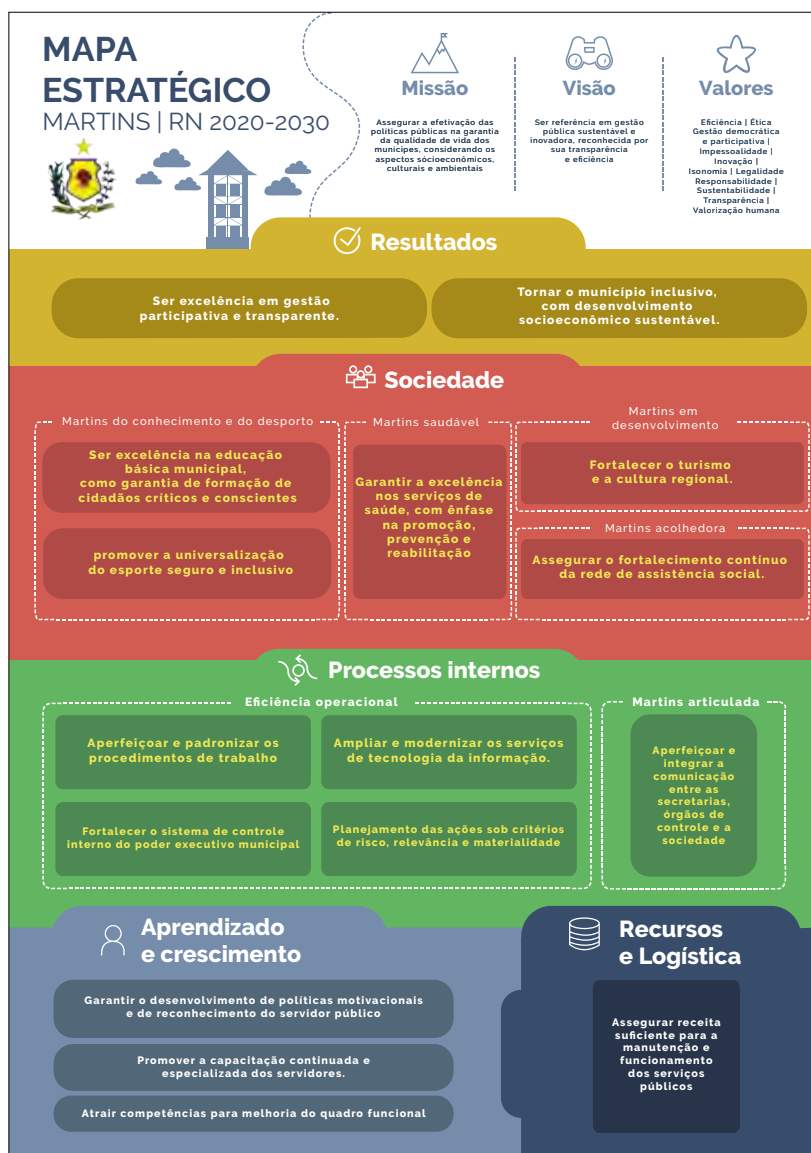 MAPA
ESTRATÉGICO
MARTINS | RN 2020-2030
Missão
Assegurar a efetivação das
políticas públicas na garantia
da qualidade de vida dos
munícipes, considerando os
aspectos sócioeconômicos,
culturais e ambientais
Visão
Ser referência em gestão
pública sustentável e
inovadora, reconhecida por
sua transparência
e eficiência
Valores
Eficiência | Ética
Gestão democrática
e participativa |
Impessoalidade |
Inovação |
Isonomia | Legalidade
Responsabilidade |
Sustentabilidade |
Transparência |
Valorização humana
Resultados
Ser excelência em gestão
participativa e transparente.
Tornar o município inclusivo,
com desenvolvimento
socioeconômico sustentável.
Sociedade
Martins do conhecimento e do desporto
Ser excelência na educação
básica municipal,
como garantia de formação de
cidadãos críticos e conscientes
promover a universalização
do esporte seguro e inclusivo
Martins saudável
Garantir a excelência
nos serviços de
saúde, com ênfase
na promoção,
prevenção e
reabilitação
Martins em
desenvolvimento
Fortalecer o turismo
e a cultura regional.
Martins acolhedora
Assegurar o fortalecimento contínuo
da rede de assistência social.
Processos internos
Eficiência operacional
Aperfeiçoar e padronizar os
procedimentos de trabalho
Ampliar e modernizar os serviços
de tecnologia da informação.
Fortalecer o sistema de controle
interno do poder executivo municipal
Planejamento das ações sob critérios
de risco, relevância e materialidade
Martins articulada
Aperfeiçoar e
integrar a
comunicação
entre as
secretarias,
órgãos de
controle e a
sociedade
Aprendizado
e crescimento
Garantir o desenvolvimento de políticas motivacionais
e de reconhecimento do servidor público
Promover a capacitação continuada e
especializada dos servidores.
Atrair competências para melhoria do quadro funcional
Recursos
e Logística
Assegurar receita
suficiente para a
manutenção e
funcionamento
dos serviços
públicos